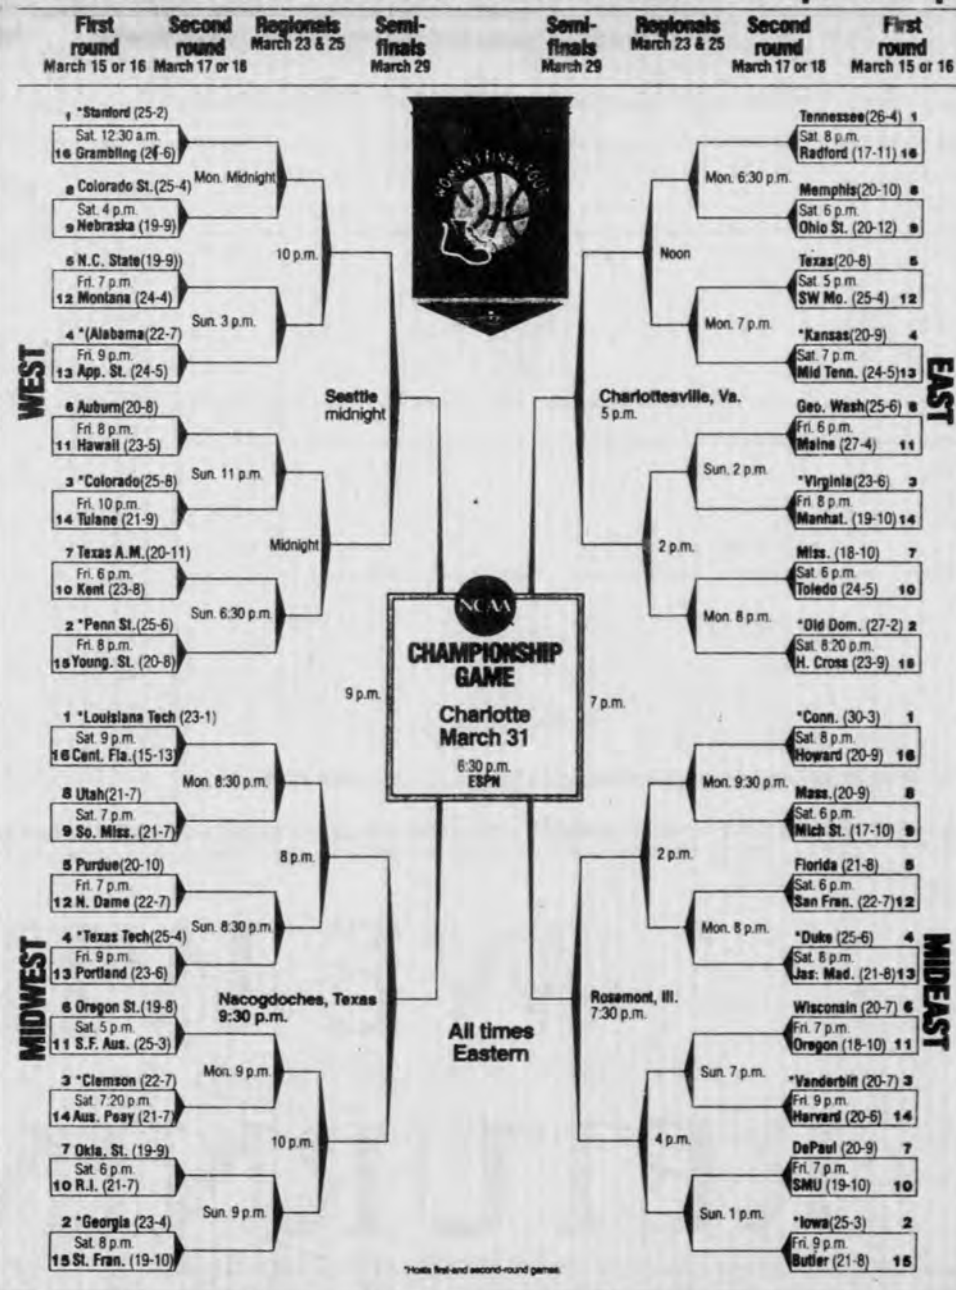 First round March 15 or 16
Second round March 17 or 18
Regionals March 23 & 25
Semi-finals March 29
Semi-finals March 29
Regionals March 23 & 25
Second round March 17 or 18
First round March 15 or 16
WEST
1 *Stanford (25-2)
Sat. 12:30 a.m.
16 Grambling (26-6)
8 Colorado St.(25-4)
Sat. 4 p.m.
9 Nebraska (19-9)
5 N.C. State(19-9))
Fri. 7 p.m.
12 Montana (24-4)
4 *(Alabama(22-7)
Fri. 9 p.m.
13 App. St. (24-5)
6 Auburn(20-8)
Fri. 8 p.m.
11 Hawaii (23-5)
3 *Colorado(25-8)
Fri. 10 p.m.
14 Tulane (21-9)
7 Texas A.M.(20-11)
Fri. 6 p.m.
10 Kent (23-8)
2 *Penn St.(25-6)
Fri. 8 p.m.
15 Young. St. (20-8)
Mon. Midnight
Sun. 3 p.m.
Sun. 11 p.m.
Sun. 6:30 p.m.
10 p.m.
Midnight
Seattle
midnight
MIDWEST
1 *Louisiana Tech (23-1)
Sat. 9 p.m.
16 Cent. Fla.(15-13)
8 Utah(21-7)
Sat. 7 p.m.
9 So. Miss. (21-7)
5 Purdue(20-10)
Fri. 7 p.m.
12 N. Dame (22-7)
4 *Texas Tech(25-4)
Fri. 9 p.m.
13 Portland (23-6)
6 Oregon St.(19-8)
Sat. 5 p.m.
11 S.F. Aus. (25-3)
3 *Clemson (22-7)
Sat. 7:20 p.m.
14 Aus. Peay (21-7)
7 Okla. St. (19-9)
Sat. 6 p.m.
10 R.I. (21-7)
2 *Georgia (23-4)
Sat. 8 p.m.
15 St. Fran. (19-10)
Mon. 8:30 p.m.
Sun. 8:30 p.m.
Mon. 9 p.m.
Sun. 9 p.m.
8 p.m.
10 p.m.
Nacogdoches, Texas
9:30 p.m.
WOMEN'S FINAL FOUR
9 p.m.
NCAA
CHAMPIONSHIP
GAME
Charlotte
March 31
6:30 p.m.
ESPN
7 p.m.
All times
Eastern
EAST
Tennessee(26-4) 1
Sat. 8 p.m.
Radford (17-11) 16
Memphis(20-10) 8
Sat. 6 p.m.
Ohio St. (20-12) 9
Texas(20-8) 5
Sat. 5 p.m.
SW Mo. (25-4) 12
*Kansas(20-9) 4
Sat. 7 p.m.
Mid Tenn. (24-5)13
Geo. Wash(25-6) 6
Fri. 6 p.m.
Maine (27-4) 11
*Virginia(23-6) 3
Fri. 8 p.m.
Manhat. (19-10)14
Miss. (18-10) 7
Sat. 6 p.m.
Toledo (24-5) 10
*Old Dom. (27-2) 2
Sat. 8:20 p.m.
H. Cross (23-9) 15
Mon. 6:30 p.m.
Mon. 7 p.m.
Sun. 2 p.m.
Mon. 8 p.m.
Noon
2 p.m.
Charlottesville, Va.
5 p.m.
MIDEAST
*Conn. (30-3) 1
Sat. 8 p.m.
Howard (20-9) 16
Mass.(20-9) 8
Sat. 6 p.m.
Mich St. (17-10) 9
Florida (21-8) 5
Sat. 6 p.m.
San Fran. (22-7)12
*Duke (25-6) 4
Sat. 8 p.m.
Jas. Mad. (21-8)13
Wisconsin (20-7) 6
Fri. 7 p.m.
Oregon (18-10) 11
*Vanderbilt (20-7) 3
Fri. 9 p.m.
Harvard (20-6) 14
DePaul (20-9) 7
Fri. 7 p.m.
SMU (19-10) 10
*Iowa(25-3) 2
Fri. 9 p.m.
Butler (21-8) 15
Mon. 9:30 p.m.
Mon. 8 p.m.
Sun. 7 p.m.
Sun. 1 p.m.
2 p.m.
4 p.m.
Rosemont, Ill.
7:30 p.m.
*Hosts first-and second-round games.